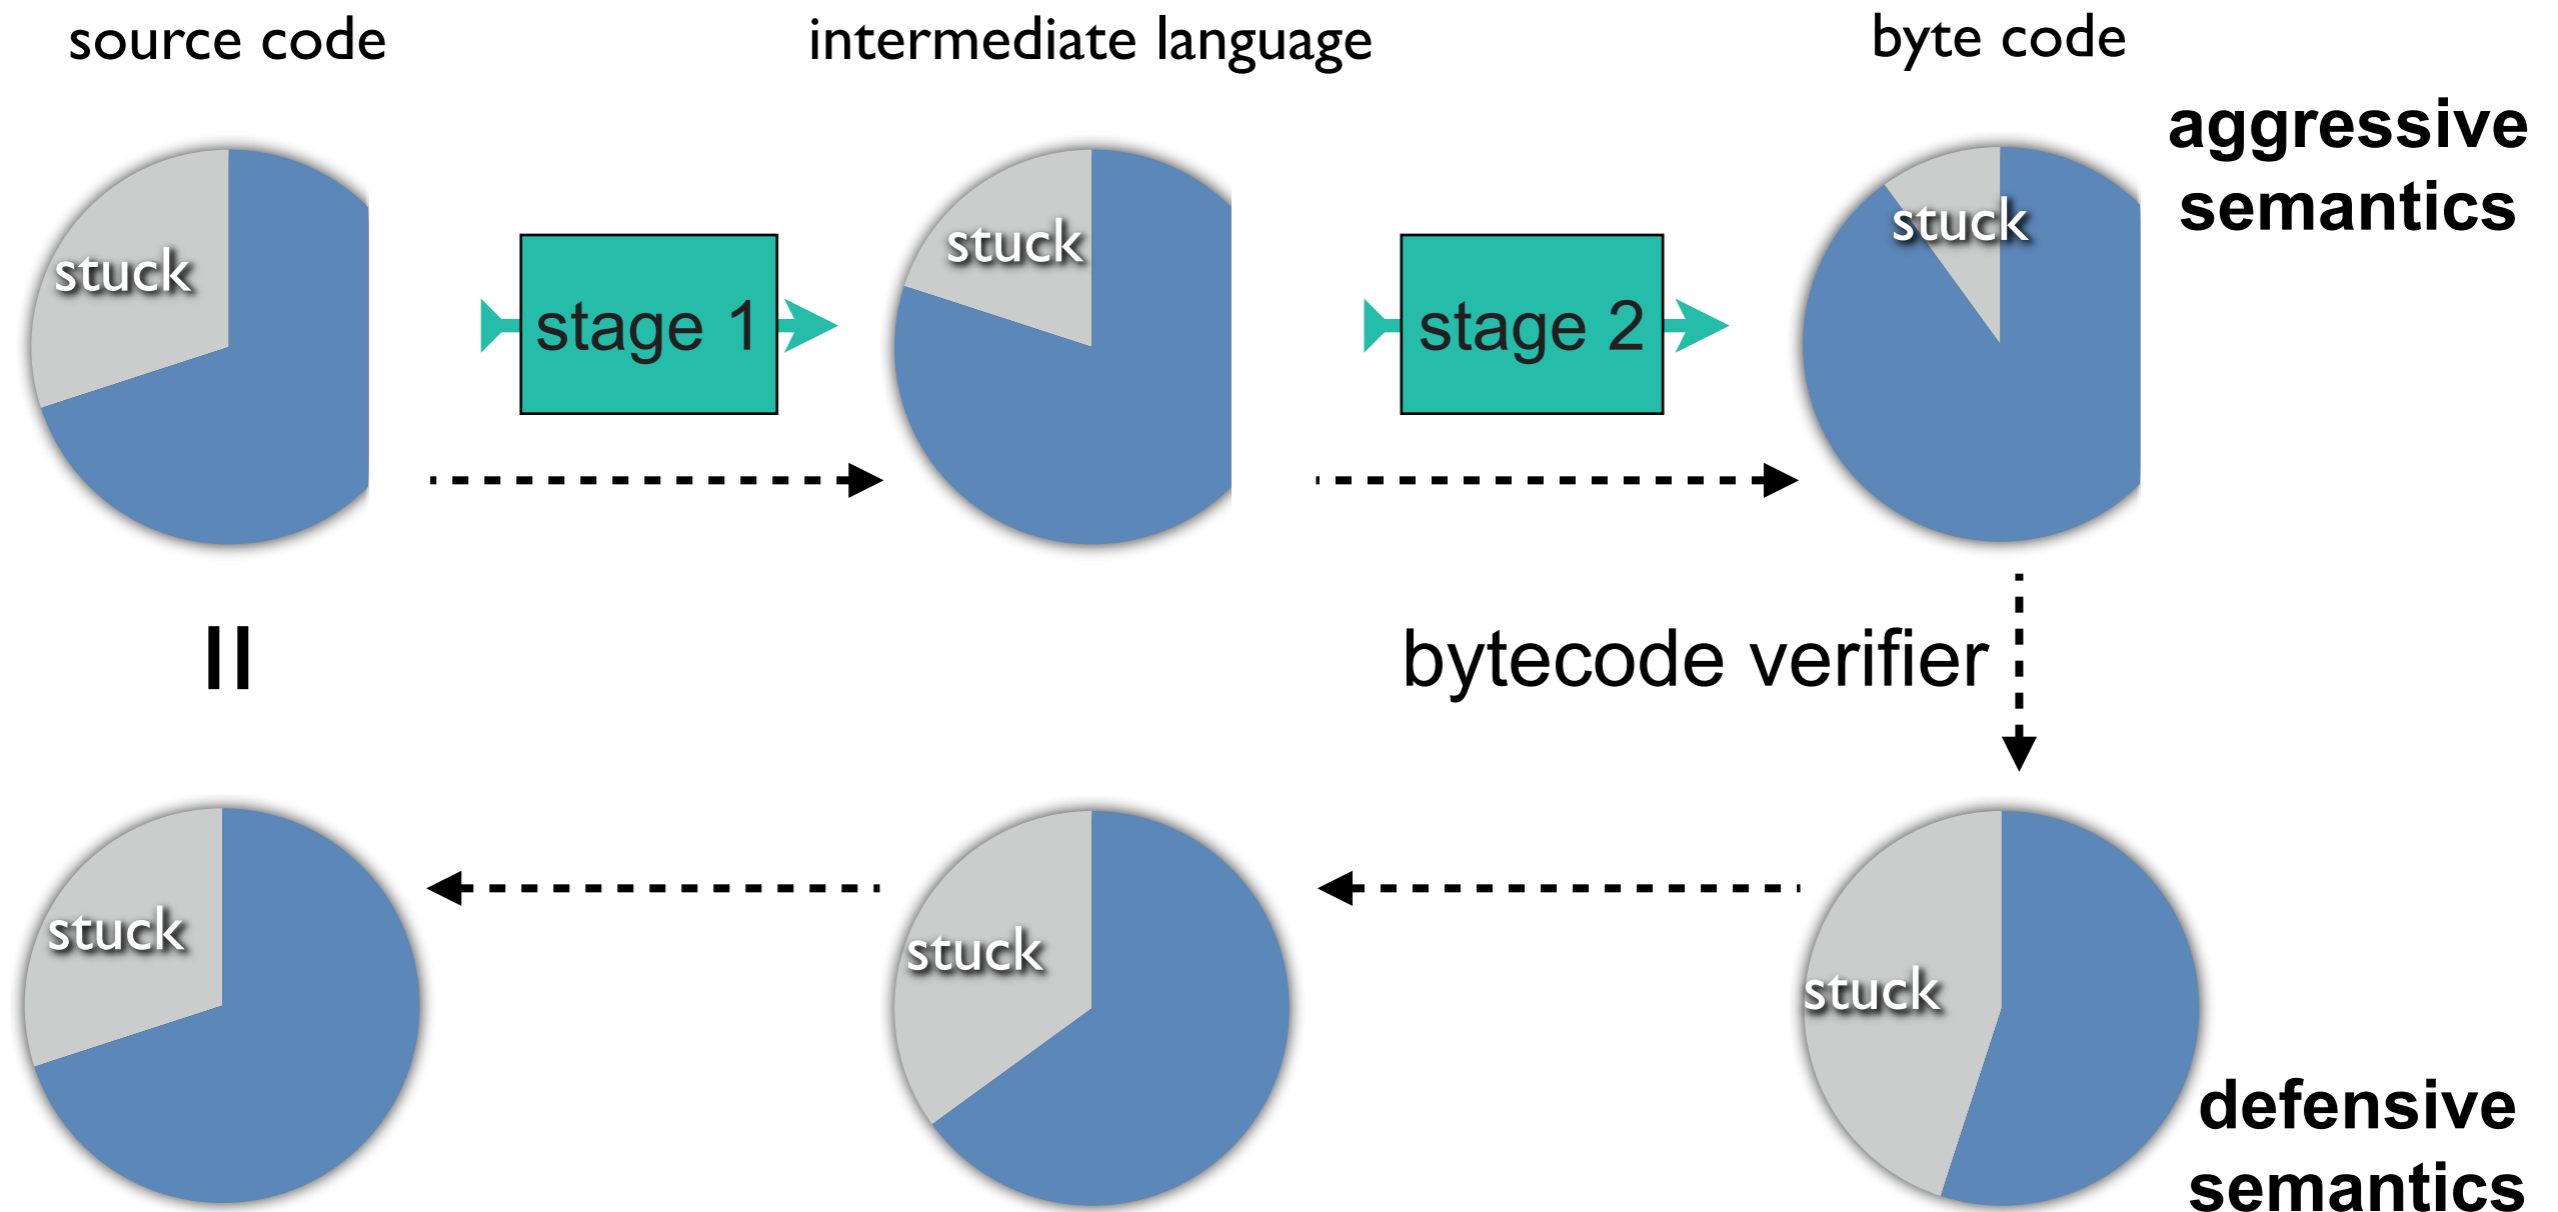 source code
intermediate language
byte code
aggressive
semantics
stuck
stuck
stuck
stage 1
stage 2
=
bytecode verifier
stuck
stuck
stuck
defensive
semantics